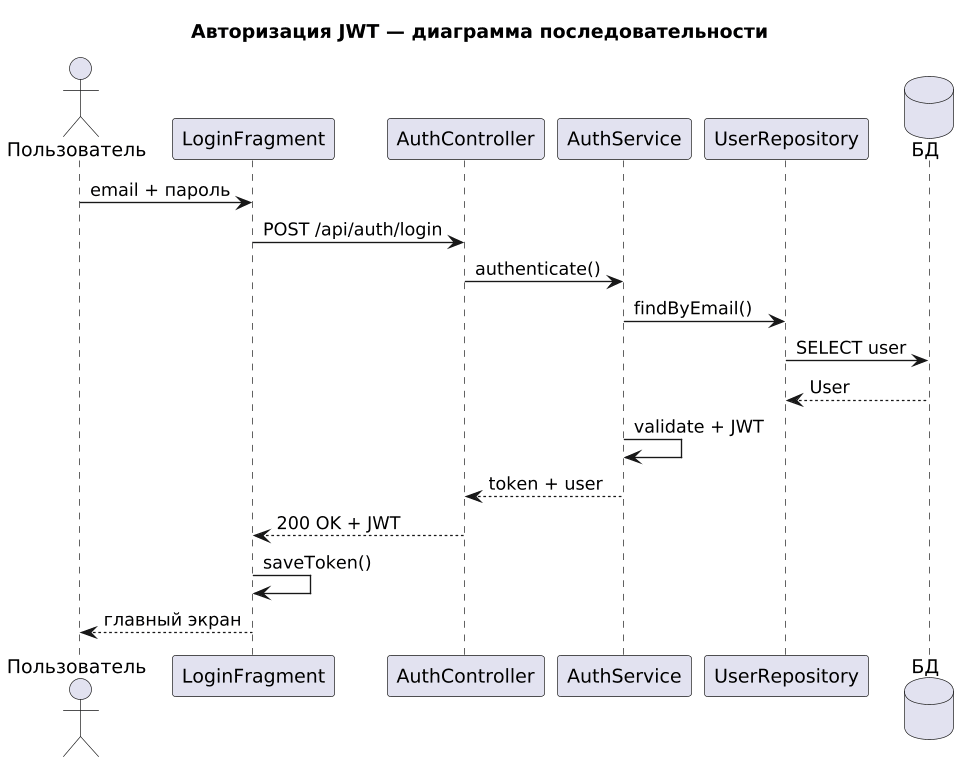 Авторизация JWT — диаграмма последовательности
Пользователь
LoginFragment
AuthController
AuthService
UserRepository
БД
email + пароль
POST /api/auth/login
authenticate()
findByEmail()
SELECT user
User
validate + JWT
token + user
200 OK + JWT
saveToken()
главный экран
Пользователь
LoginFragment
AuthController
AuthService
UserRepository
БД